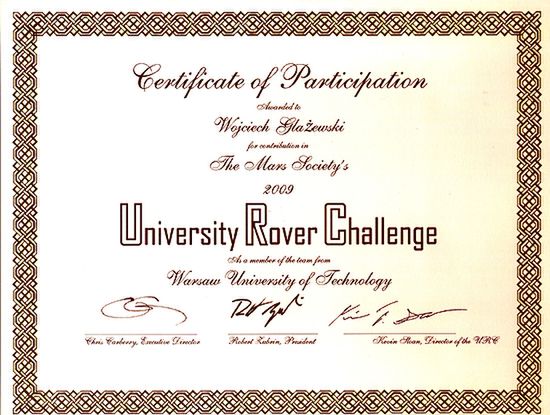 Certificate of Participation
Awarded to
Wojciech Glażewski
for contribution in
The Mars Society's
2009
University Rover Challenge
As a member of the team from
Warsaw University of Technology
Chris Carberry, Executive Director
Robert Zubrin, President
Kevin Sloan, Director of the URC